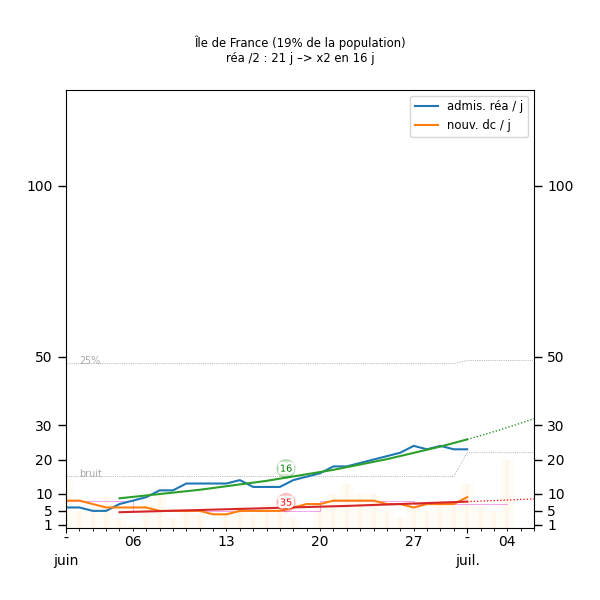 Île de France (19% de la population)
réa /2 : 21 j –> x2 en 16 j
admis. réa / j
nouv. dc / j
100
100
25%
50
50
30
30
20
20
bruit
16
10
10
35
5
5
1
1
- 06 13 20 27 - 04
juin juil.